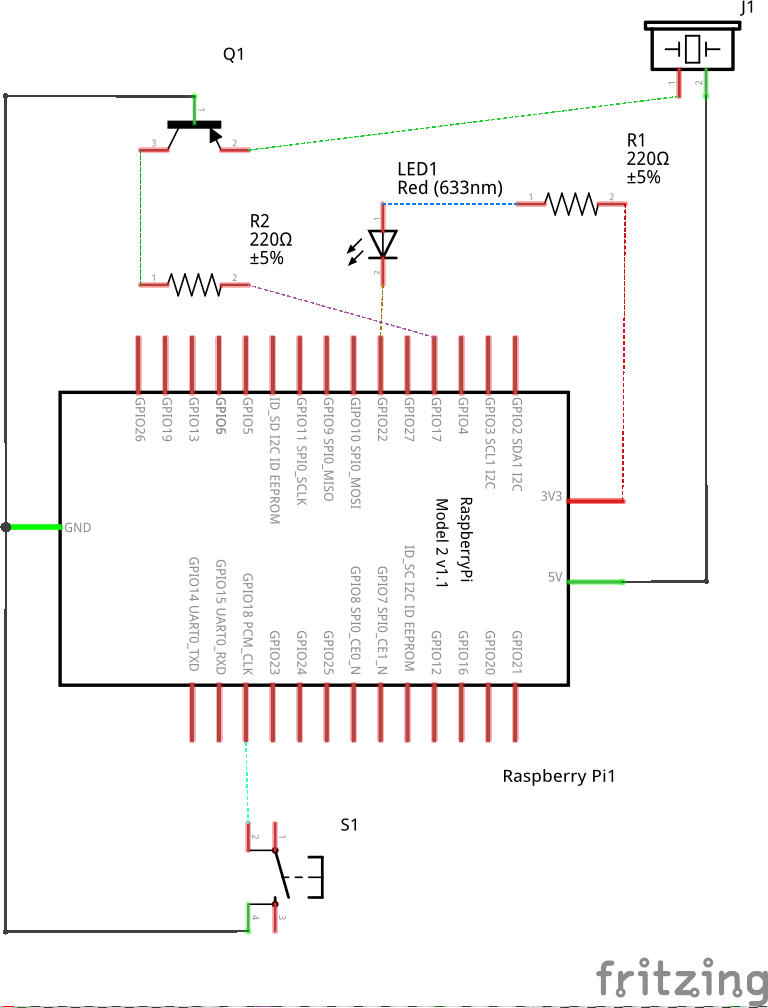 J1
Q1
1
2
1
3
2
LED1
Red (633nm)
R1
220Ω
±5%
1
2
1
2
R2
220Ω
±5%
1
2
GPIO26
GPIO19
GPIO13
GPIO6
GPIO5
ID_SD I2C ID EEPROM
GPIO11 SPI0_SCLK
GPIO9 SPI0_MISO
GIPO10 SPI0_MOSI
GPIO22
GPIO27
GPIO17
GPIO4
GPIO3 SCL1 I2C
GPIO2 SDA1 I2C
3V3
GND
RaspberryPi
Model 2 v1.1
5V
GPIO14 UART0_TXD
GPIO15 UART0_RXD
GPIO18 PCM_CLK
GPIO23
GPIO24
GPIO25
GPIO8 SPI0_CE0_N
GPIO7 SPI0_CE1_N
ID_SC I2C ID EEPROM
GPIO12
GPIO16
GPIO20
GPIO21
Raspberry Pi1
S1
2
1
4
3
fritzing